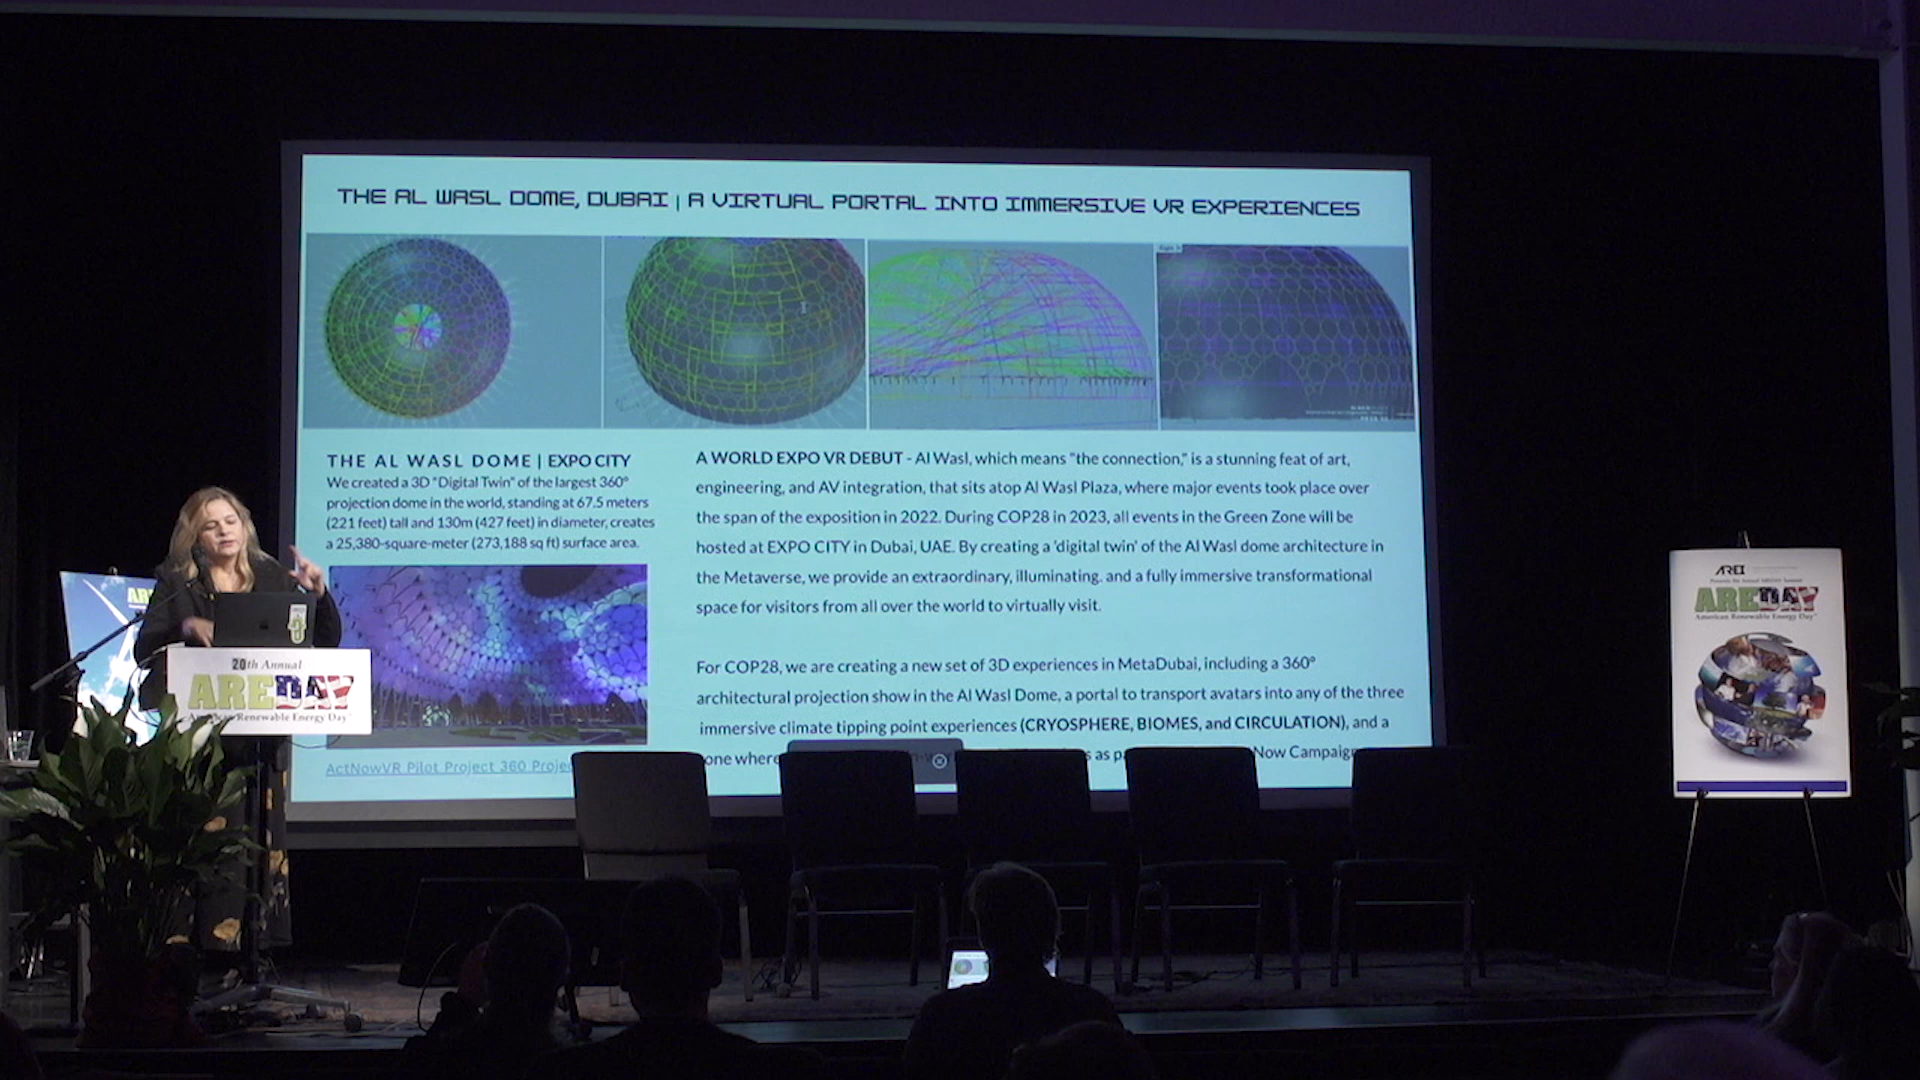 THE AL WASL DOME, DUBAI | A VIRTUAL PORTAL INTO IMMERSIVE VR EXPERIENCES
THE AL WASL DOME | EXPO CITY
We created a 3D "Digital Twin" of the largest 360°
projection dome in the world, standing at 67.5 meters
(221 feet) tall and 130m (427 feet) in diameter, creates
a 25,380-square-meter (273,188 sq ft) surface area.
ActNowVR Pilot Project 360
A WORLD EXPO VR DEBUT - Al Wasl, which means "the connection," is a stunning feat of art,
engineering, and AV integration, that sits atop Al Wasl Plaza, where major events took place over
the span of the exposition in 2022. During COP28 in 2023, all events in the Green Zone will be
hosted at EXPO CITY in Dubai, UAE. By creating a 'digital twin' of the Al Wasl dome architecture in
the Metaverse, we provide an extraordinary, illuminating. and a fully immersive transformational
space for visitors from all over the world to virtually visit.
For COP28, we are creating a new set of 3D experiences in MetaDubai, including a 360°
architectural projection show in the Al Wasl Dome, a portal to transport avatars into any of the three
immersive climate tipping point experiences (CRYOSPHERE, BIOMES, and CIRCULATION), and a
one where as Now Campaign
20th Annual
AREDAY
American Renewable Energy Day
AREI
AREDAY
American Renewable Energy Day